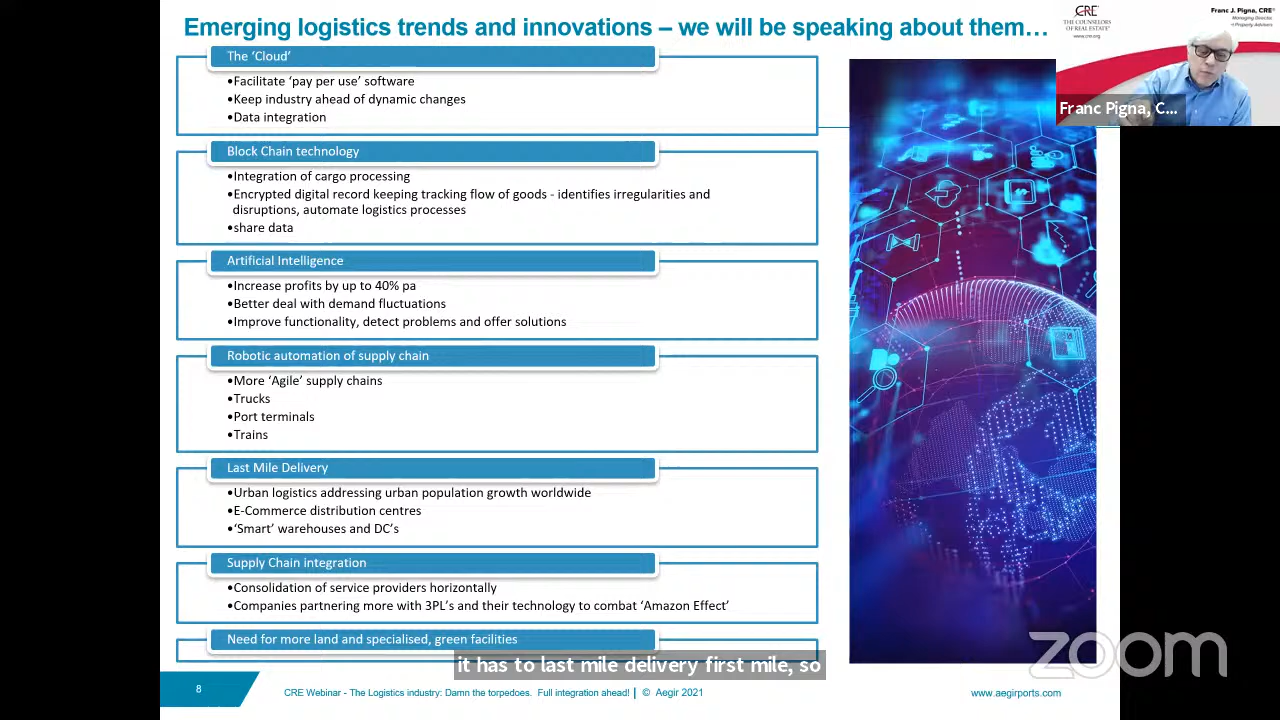 Emerging logistics trends and innovations – we will be speaking about them…
CRE®
THE COUNSELORS
OF REAL ESTATE®
www.cre.org
Franc J. Pigna, CRE®
Managing Director
Franc Pigna, C...
The ‘Cloud’
•Facilitate ‘pay per use’ software
•Keep industry ahead of dynamic changes
•Data integration
Block Chain technology
•Integration of cargo processing
•Encrypted digital record keeping tracking flow of goods - identifies irregularities and
disruptions, automate logistics processes
•share data
Artificial Intelligence
•Increase profits by up to 40% pa
•Better deal with demand fluctuations
•Improve functionality, detect problems and offer solutions
Robotic automation of supply chain
•More ‘Agile’ supply chains
•Trucks
•Port terminals
•Trains
Last Mile Delivery
•Urban logistics addressing urban population growth worldwide
•E-Commerce distribution centres
•‘Smart’ warehouses and DC’s
Supply Chain integration
•Consolidation of service providers horizontally
•Companies partnering more with 3PL’s and their technology to combat ‘Amazon Effect’
Need for more land and specialised, green facilities
it has to last mile delivery first mile, so
zoom
8
CRE Webinar - The Logistics industry: Damn the torpedoes. Full integration ahead! | © Aegir 2021
www.aegirports.com